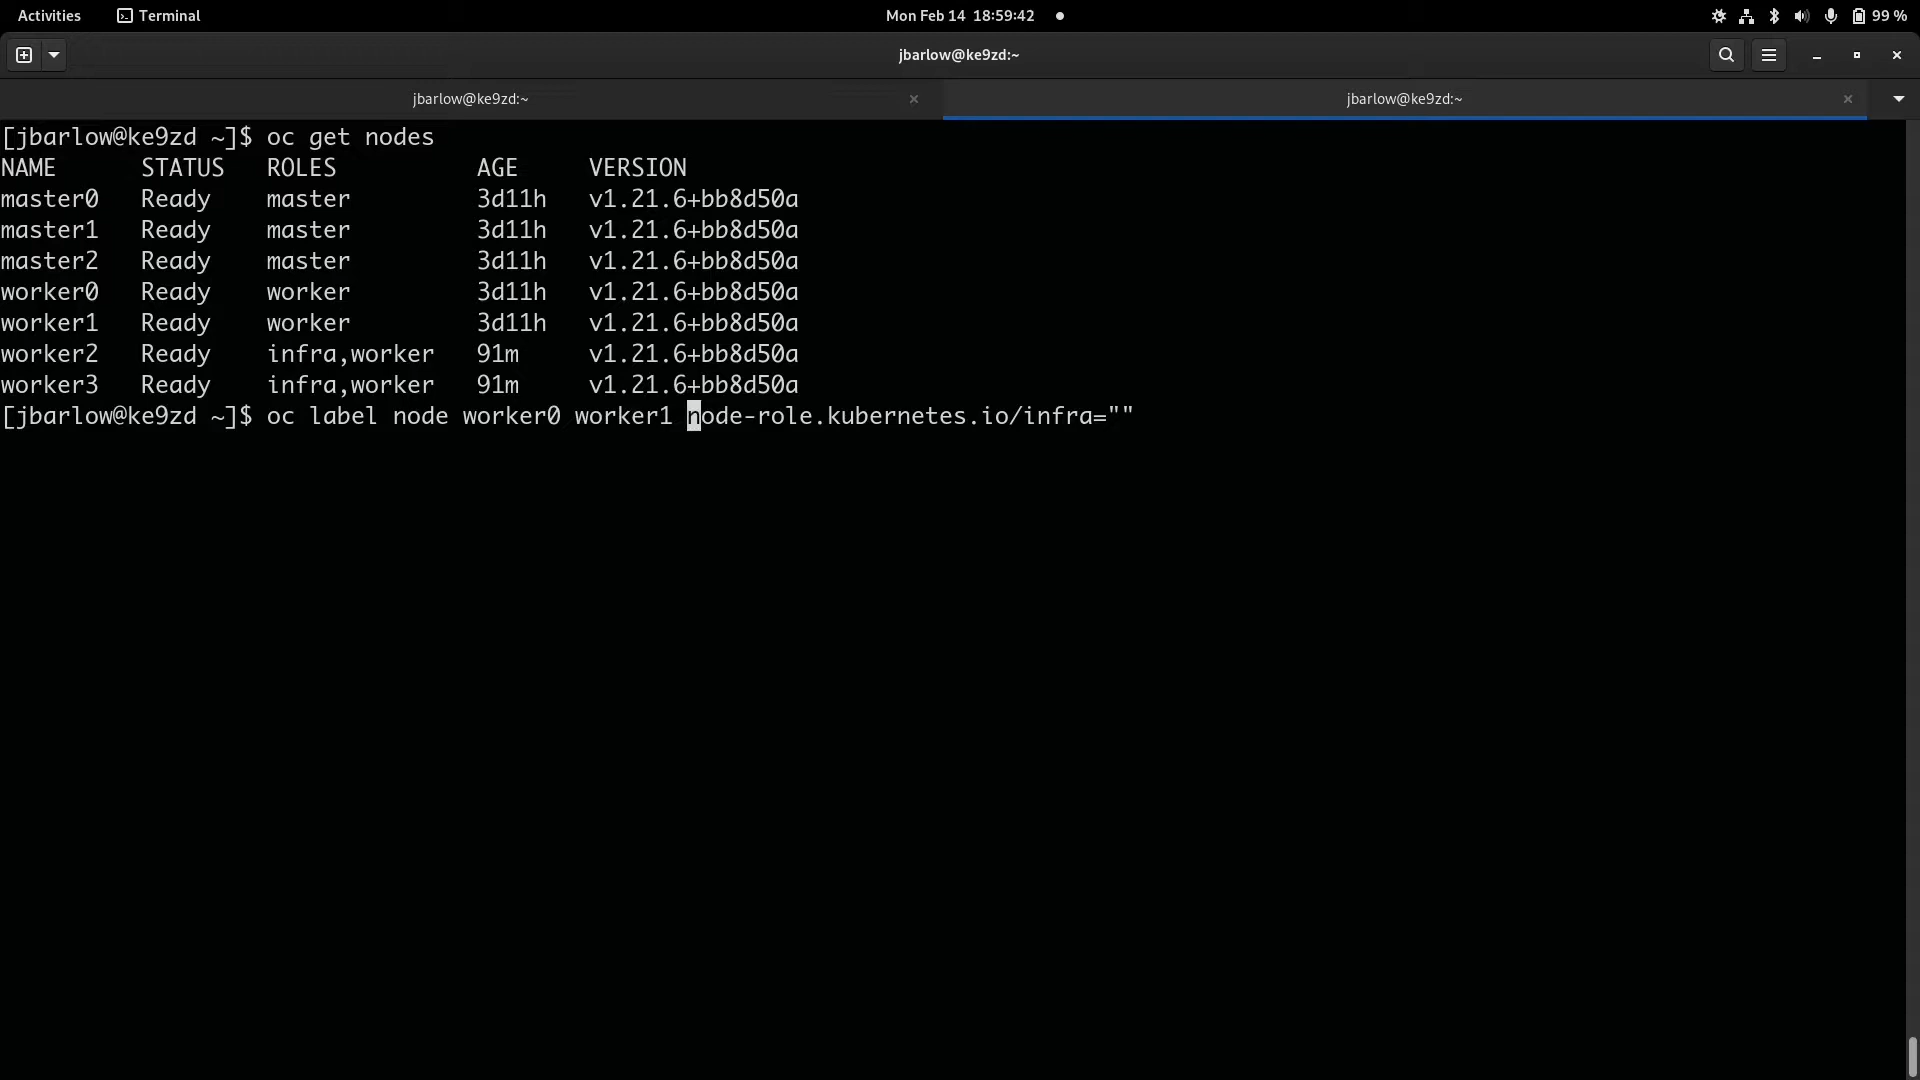 Activities Terminal Mon Feb 14 18:59:42 99 %
jbarlow@ke9zd:~
jbarlow@ke9zd:~ jbarlow@ke9zd:~
[jbarlow@ke9zd ~]$ oc get nodes
NAME STATUS ROLES AGE VERSION
master0 Ready master 3d11h v1.21.6+bb8d50a
master1 Ready master 3d11h v1.21.6+bb8d50a
master2 Ready master 3d11h v1.21.6+bb8d50a
worker0 Ready worker 3d11h v1.21.6+bb8d50a
worker1 Ready worker 3d11h v1.21.6+bb8d50a
worker2 Ready infra,worker 91m v1.21.6+bb8d50a
worker3 Ready infra,worker 91m v1.21.6+bb8d50a
[jbarlow@ke9zd ~]$ oc label node worker0 worker1 node-role.kubernetes.io/infra=""